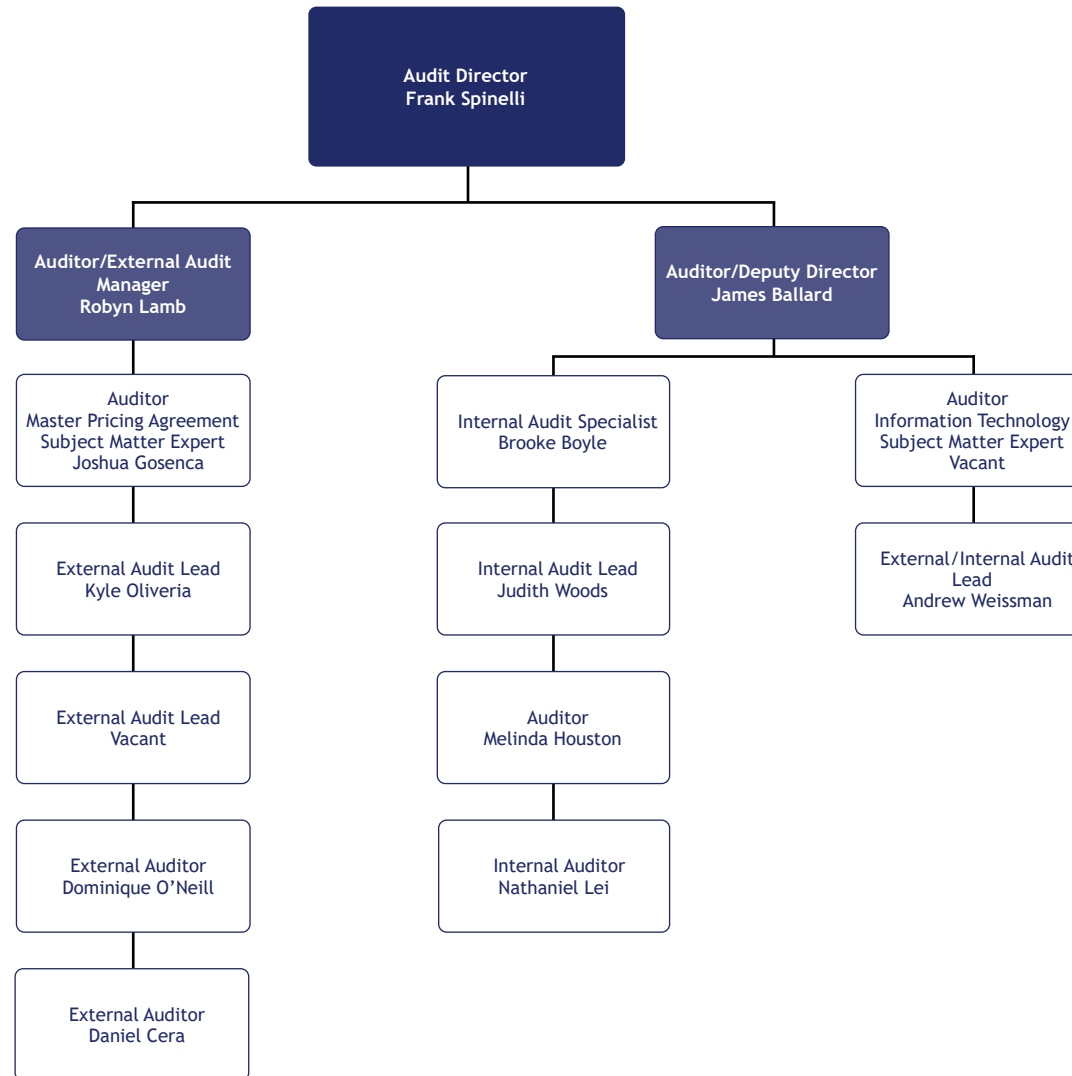 Audit Director
Frank Spinelli
Auditor/External Audit
Manager
Robyn Lamb
Auditor/Deputy Director
James Ballard
Auditor
Master Pricing Agreement
Subject Matter Expert
Joshua Gosenca
Internal Audit Specialist
Brooke Boyle
Auditor
Information Technology
Subject Matter Expert
Vacant
External Audit Lead
Kyle Oliveria
Internal Audit Lead
Judith Woods
External/Internal Audit
Lead
Andrew Weissman
External Audit Lead
Vacant
Auditor
Melinda Houston
External Auditor
Dominique O’Neill
Internal Auditor
Nathaniel Lei
External Auditor
Daniel Cera